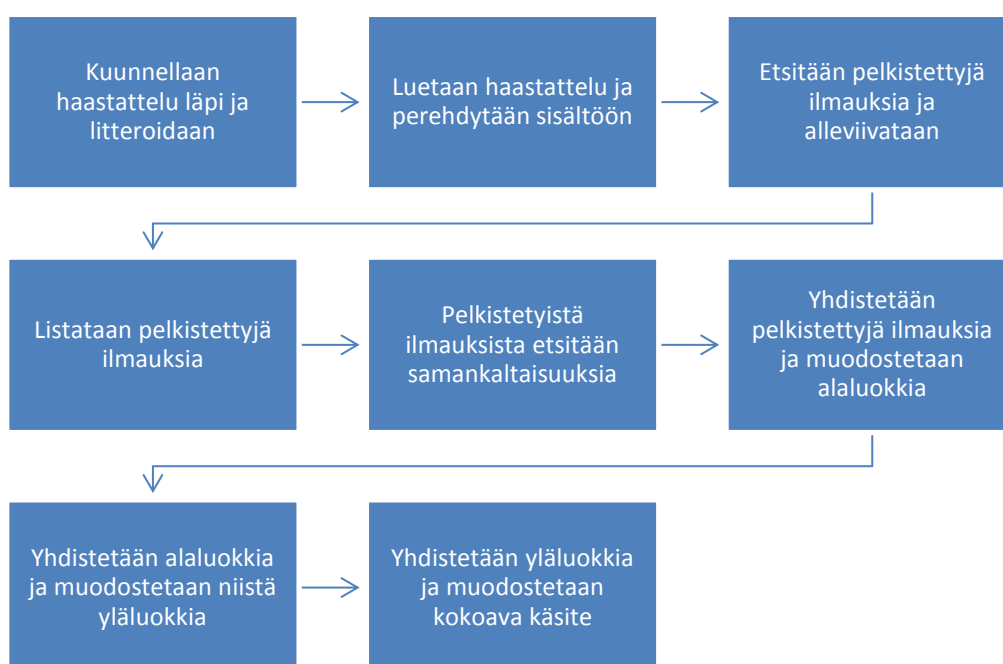 Kuunnellaan
haastattelu läpi ja
litteroidaan
Luetaan haastattelu ja
perehdytään sisältöön
Etsitään pelkistettyjä
ilmauksia ja
alleviivataan
Listataan pelkistettyjä
ilmauksia
Pelkistetyistä
ilmauksista etsitään
samankaltaisuuksia
Yhdistetään
pelkistettyjä ilmauksia
ja muodostetaan
alaluokkia
Yhdistetään alaluokkia
ja muodostetaan niistä
yläluokkia
Yhdistetään yläluokkia
ja muodostetaan
kokoava käsite